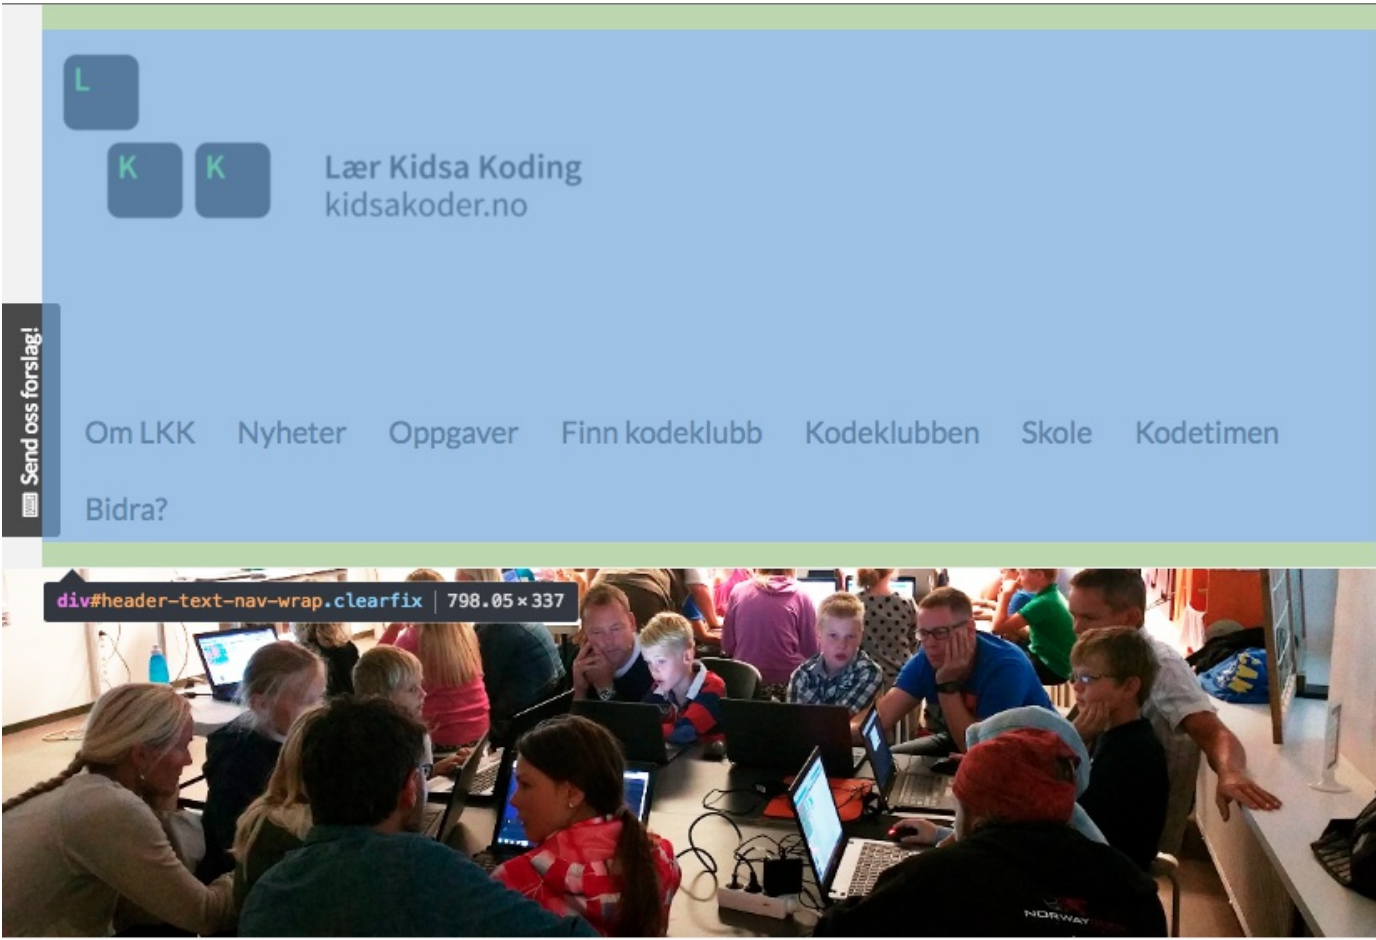 L
K K
Lær Kidsa Koding
kidsakoder.no
Send oss forslag!
Om LKK Nyheter Oppgaver Finn kodeklubb Kodeklubben Skole Kodetimen
Bidra?
div#header-text-nav-wrap.clearfix | 798.05×337
NORWAY